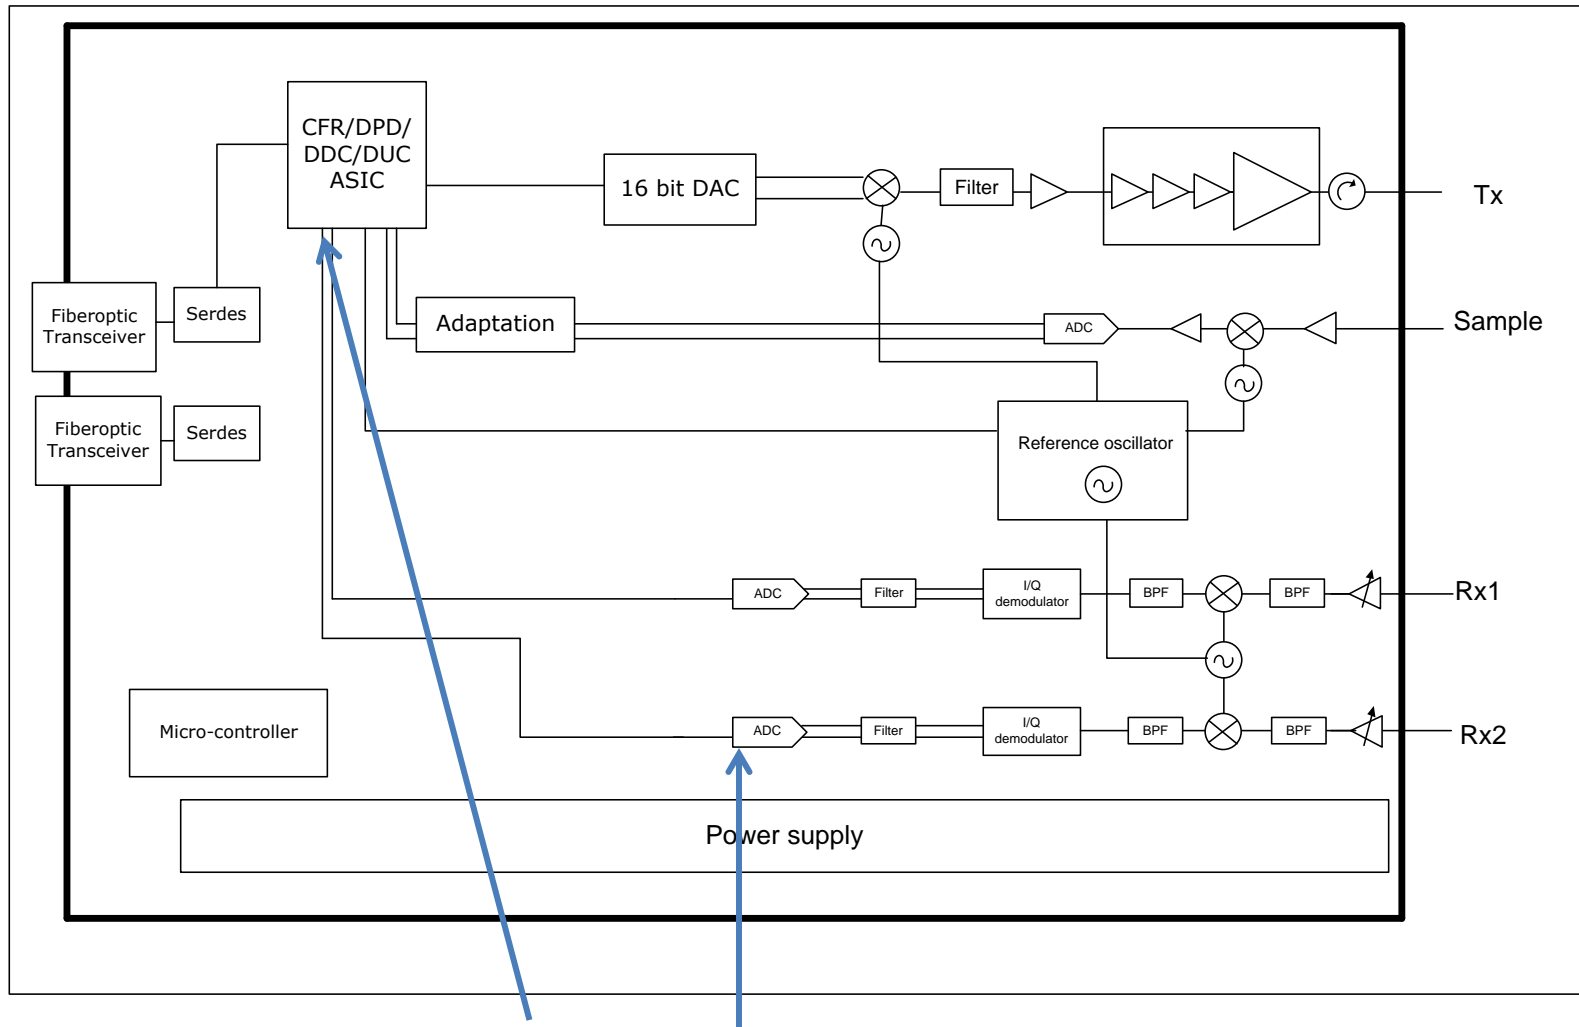 CFR/DPD/
DDC/DUC
ASIC
16 bit DAC
Filter
Tx
Fiberoptic
Transceiver
Serdes
Adaptation
ADC
Sample
Fiberoptic
Transceiver
Serdes
Reference oscillator
ADC
Filter
I/Q
demodulator
BPF
BPF
Rx1
Micro-controller
ADC
Filter
I/Q
demodulator
BPF
BPF
Rx2
Power supply